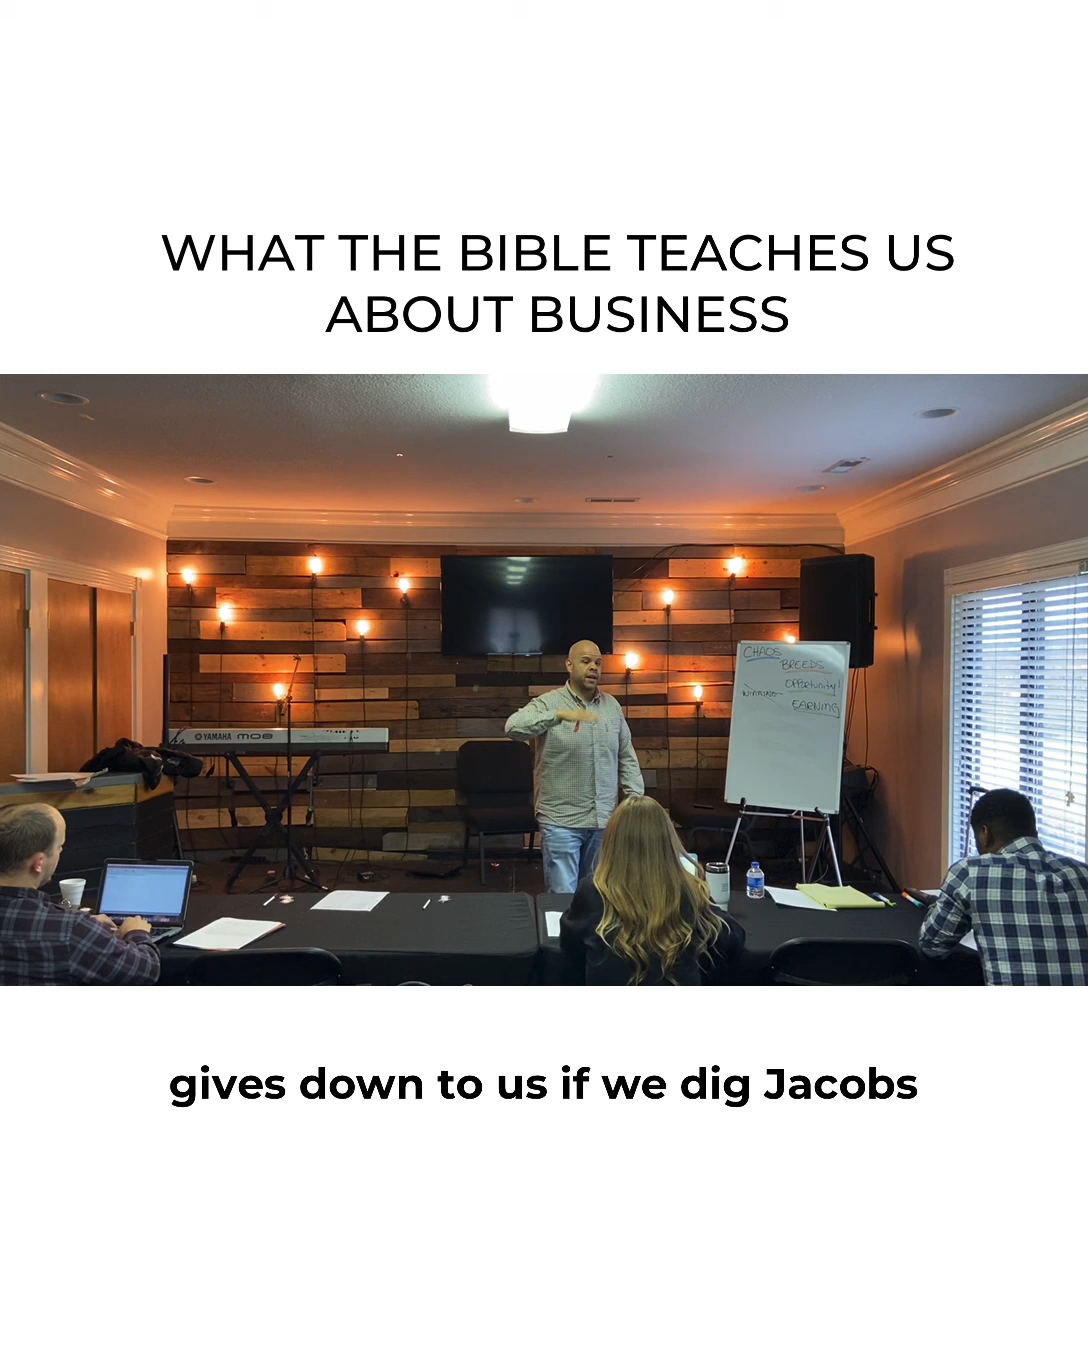 WHAT THE BIBLE TEACHES US
ABOUT BUSINESS
CHAOS
BREEDS
OPPortunity!
WINNING
EARNING
YAMAHA MO8
gives down to us if we dig Jacobs